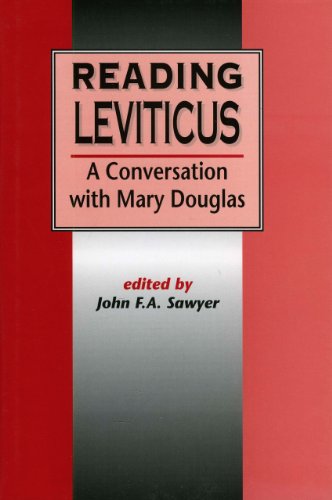 READING
LEVITICUS
A Conversation
with Mary Douglas
edited by
John F.A. Sawyer